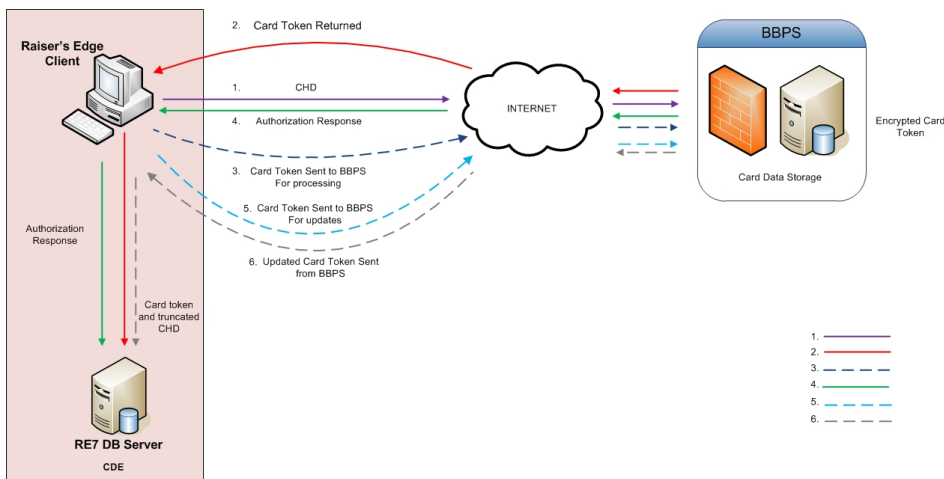 2. Card Token Returned
BBPS
Raiser's Edge
Client
1. CHD
INTERNET
4. Authorization Response
Encrypted Card
Token
3. Card Token Sent to BBPS
For processing
Card Data Storage
5. Card Token Sent to BBPS
For updates
Authorization
Response
6. Updated Card Token Sent
from BBPS
Card token
and truncated
CHD
1.
2.
3.
4.
5.
6.
RE7 DB Server
CDE